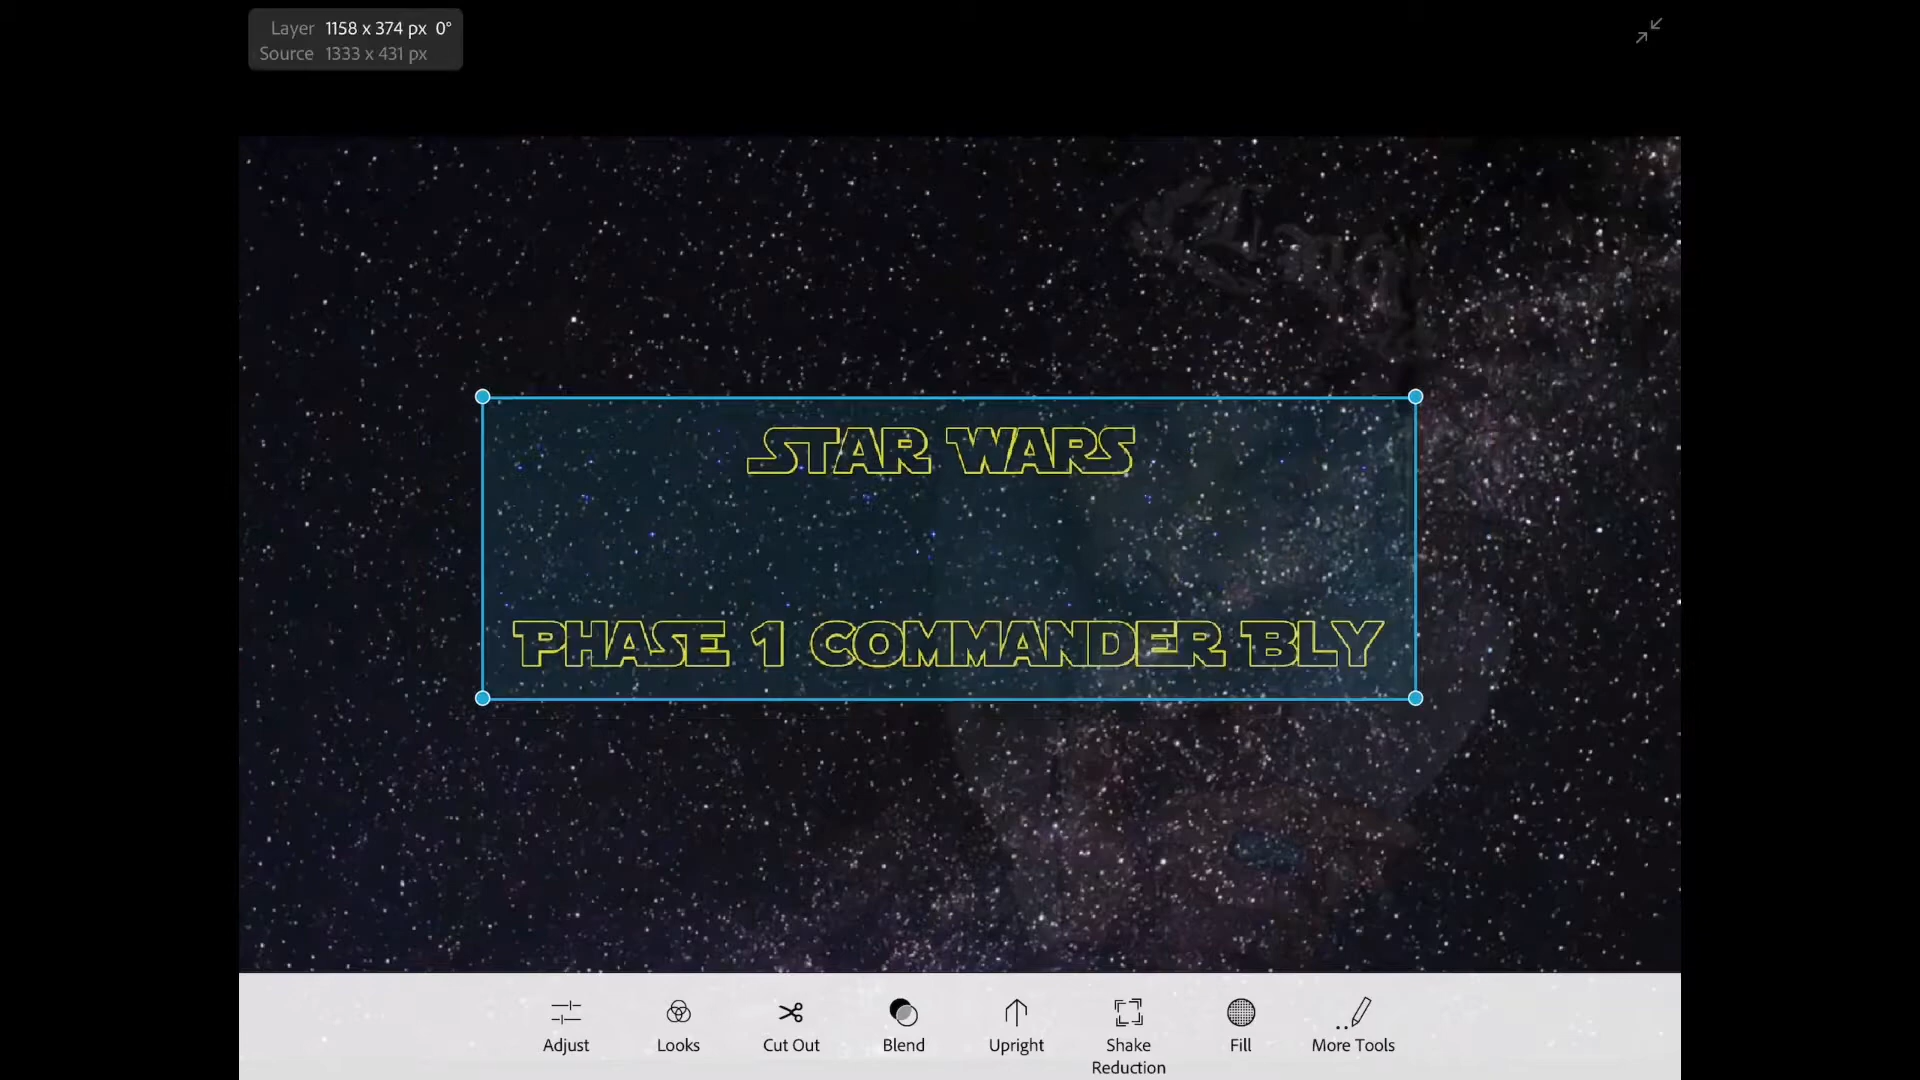 Layer 1158 x 374 px 0°
Source 1333 x 431 px
STAR WARS
PHASE 1 COMMANDER BLY
Adjust
Looks
Cut Out
Blend
Upright
Shake
Reduction
Fill
More Tools